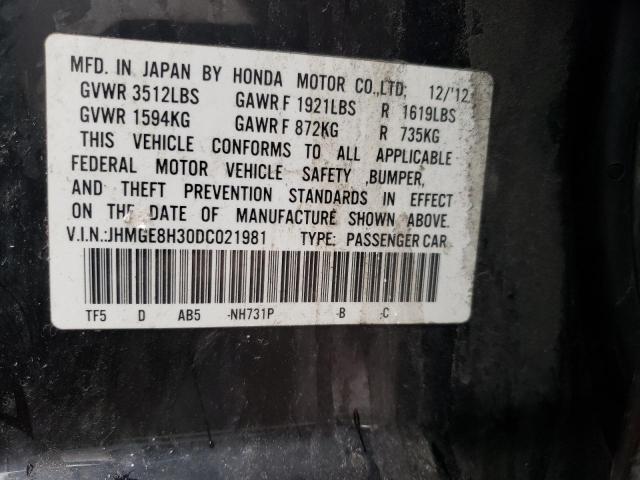 MFD. IN JAPAN BY HONDA MOTOR CO.,LTD; 12/'12
GVWR 3512LBS GAWR F 1921LBS R 1619LBS
GVWR 1594KG GAWR F 872KG R 735KG
THIS VEHICLE CONFORMS TO ALL APPLICABLE
FEDERAL MOTOR VEHICLE SAFETY ,BUMPER,
AND THEFT PREVENTION STANDARDS IN EFFECT
ON THE DATE OF MANUFACTURE SHOWN ABOVE.
V.I.N.:JHMGE8H30DC021981 TYPE: PASSENGER CAR
TF5 D AB5 -NH731P -B -C